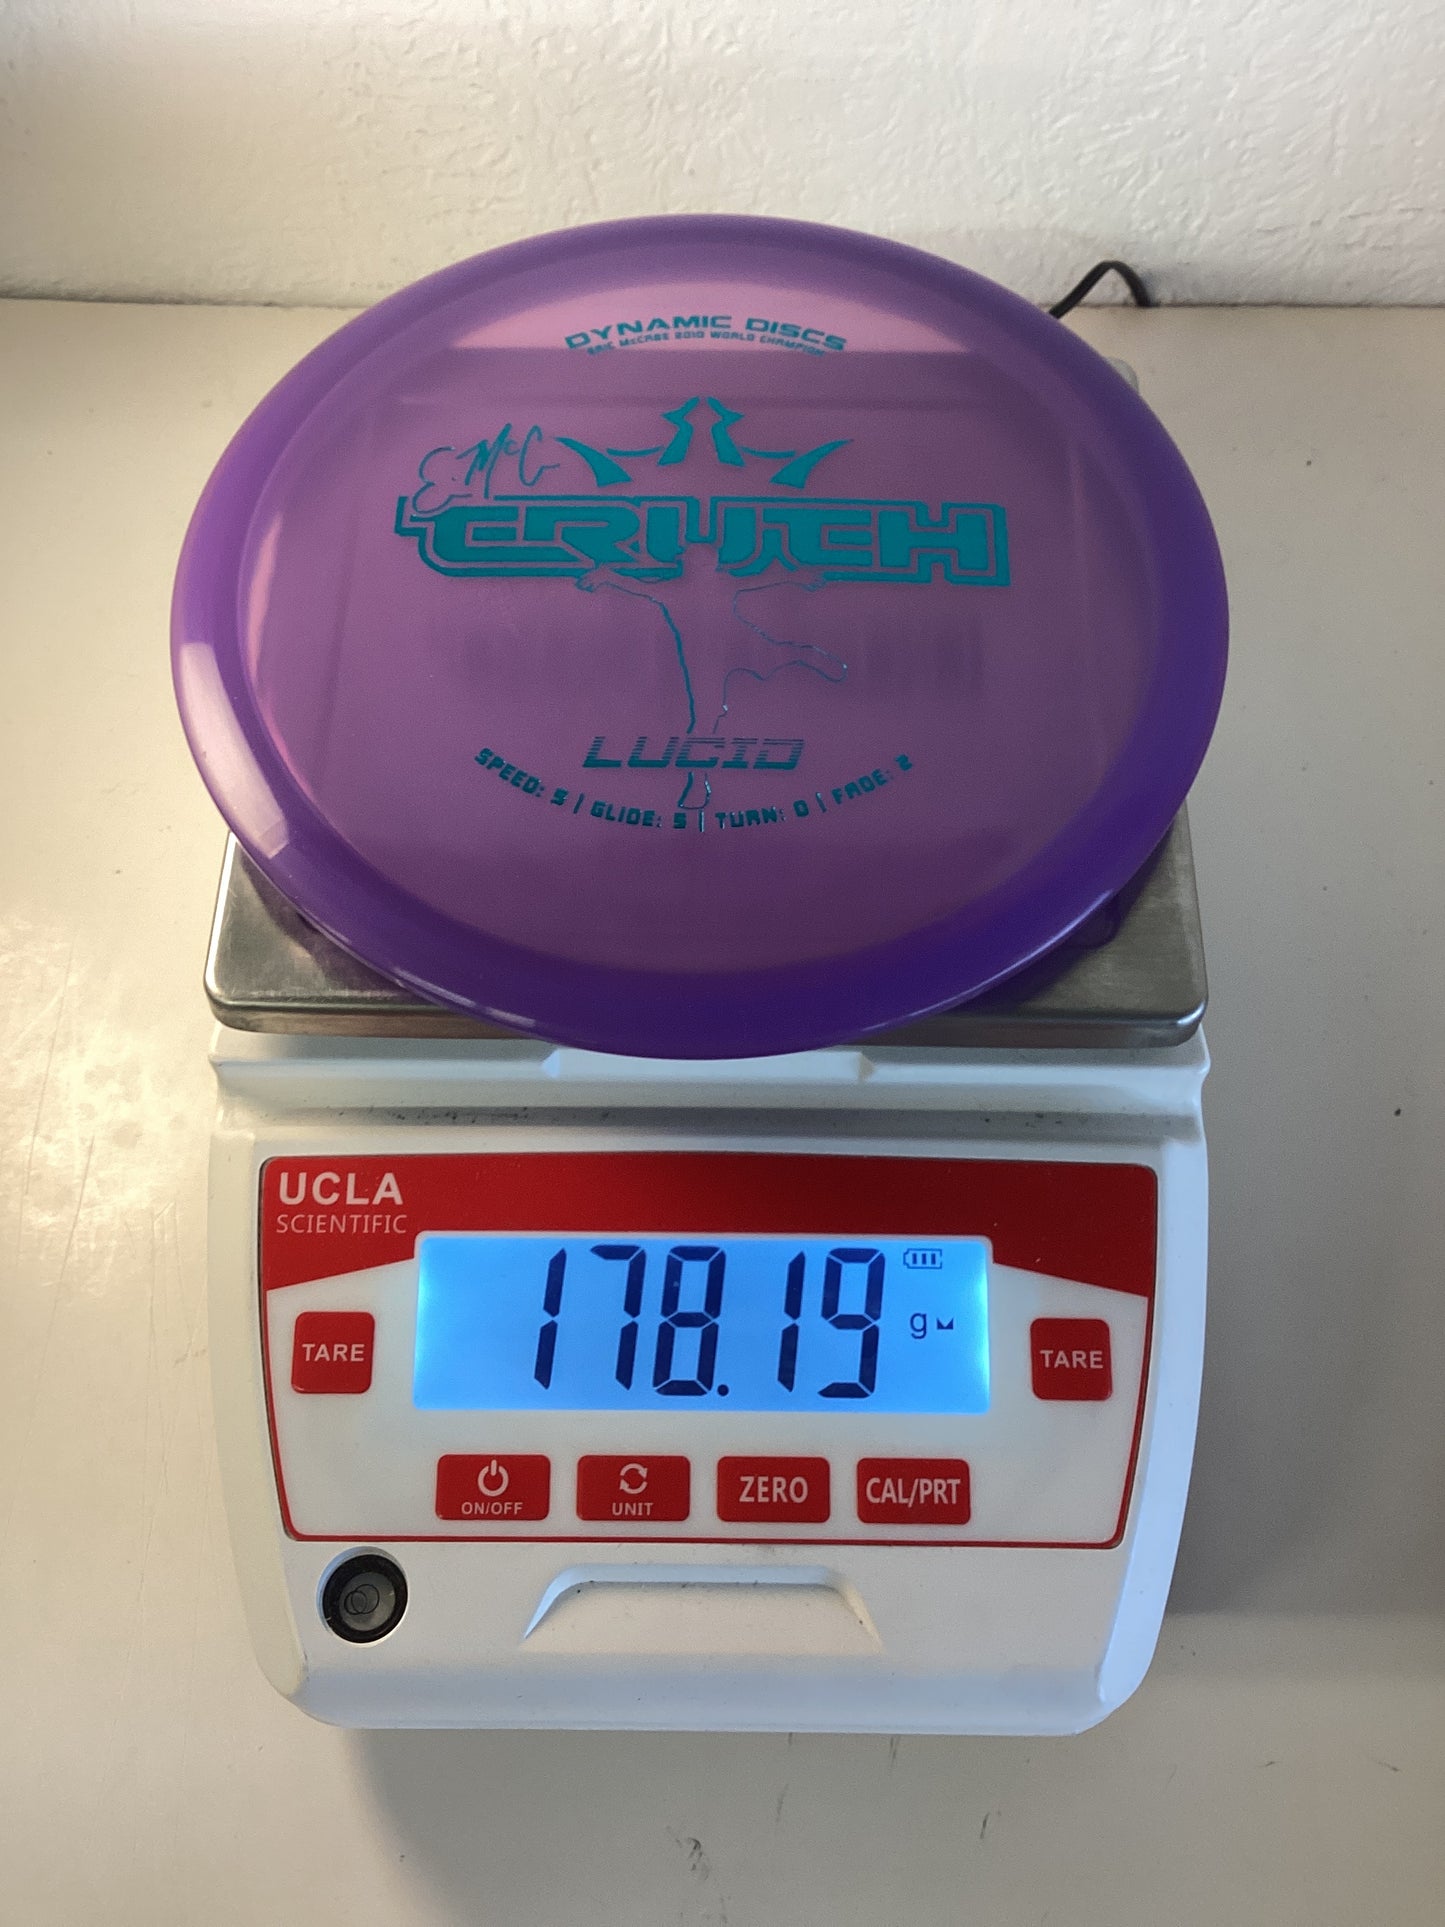 DYNAMIC DISCS
ERIC McCABE 2010 WORLD CHAMPION
E. McC
TRUTH
LUCID
SPEED: 5 | GLIDE: 5 | TURN: 0 | FADE: 2
UCLA
SCIENTIFIC
178.19 g
TARE
TARE
ON/OFF
UNIT
ZERO
CAL/PRT